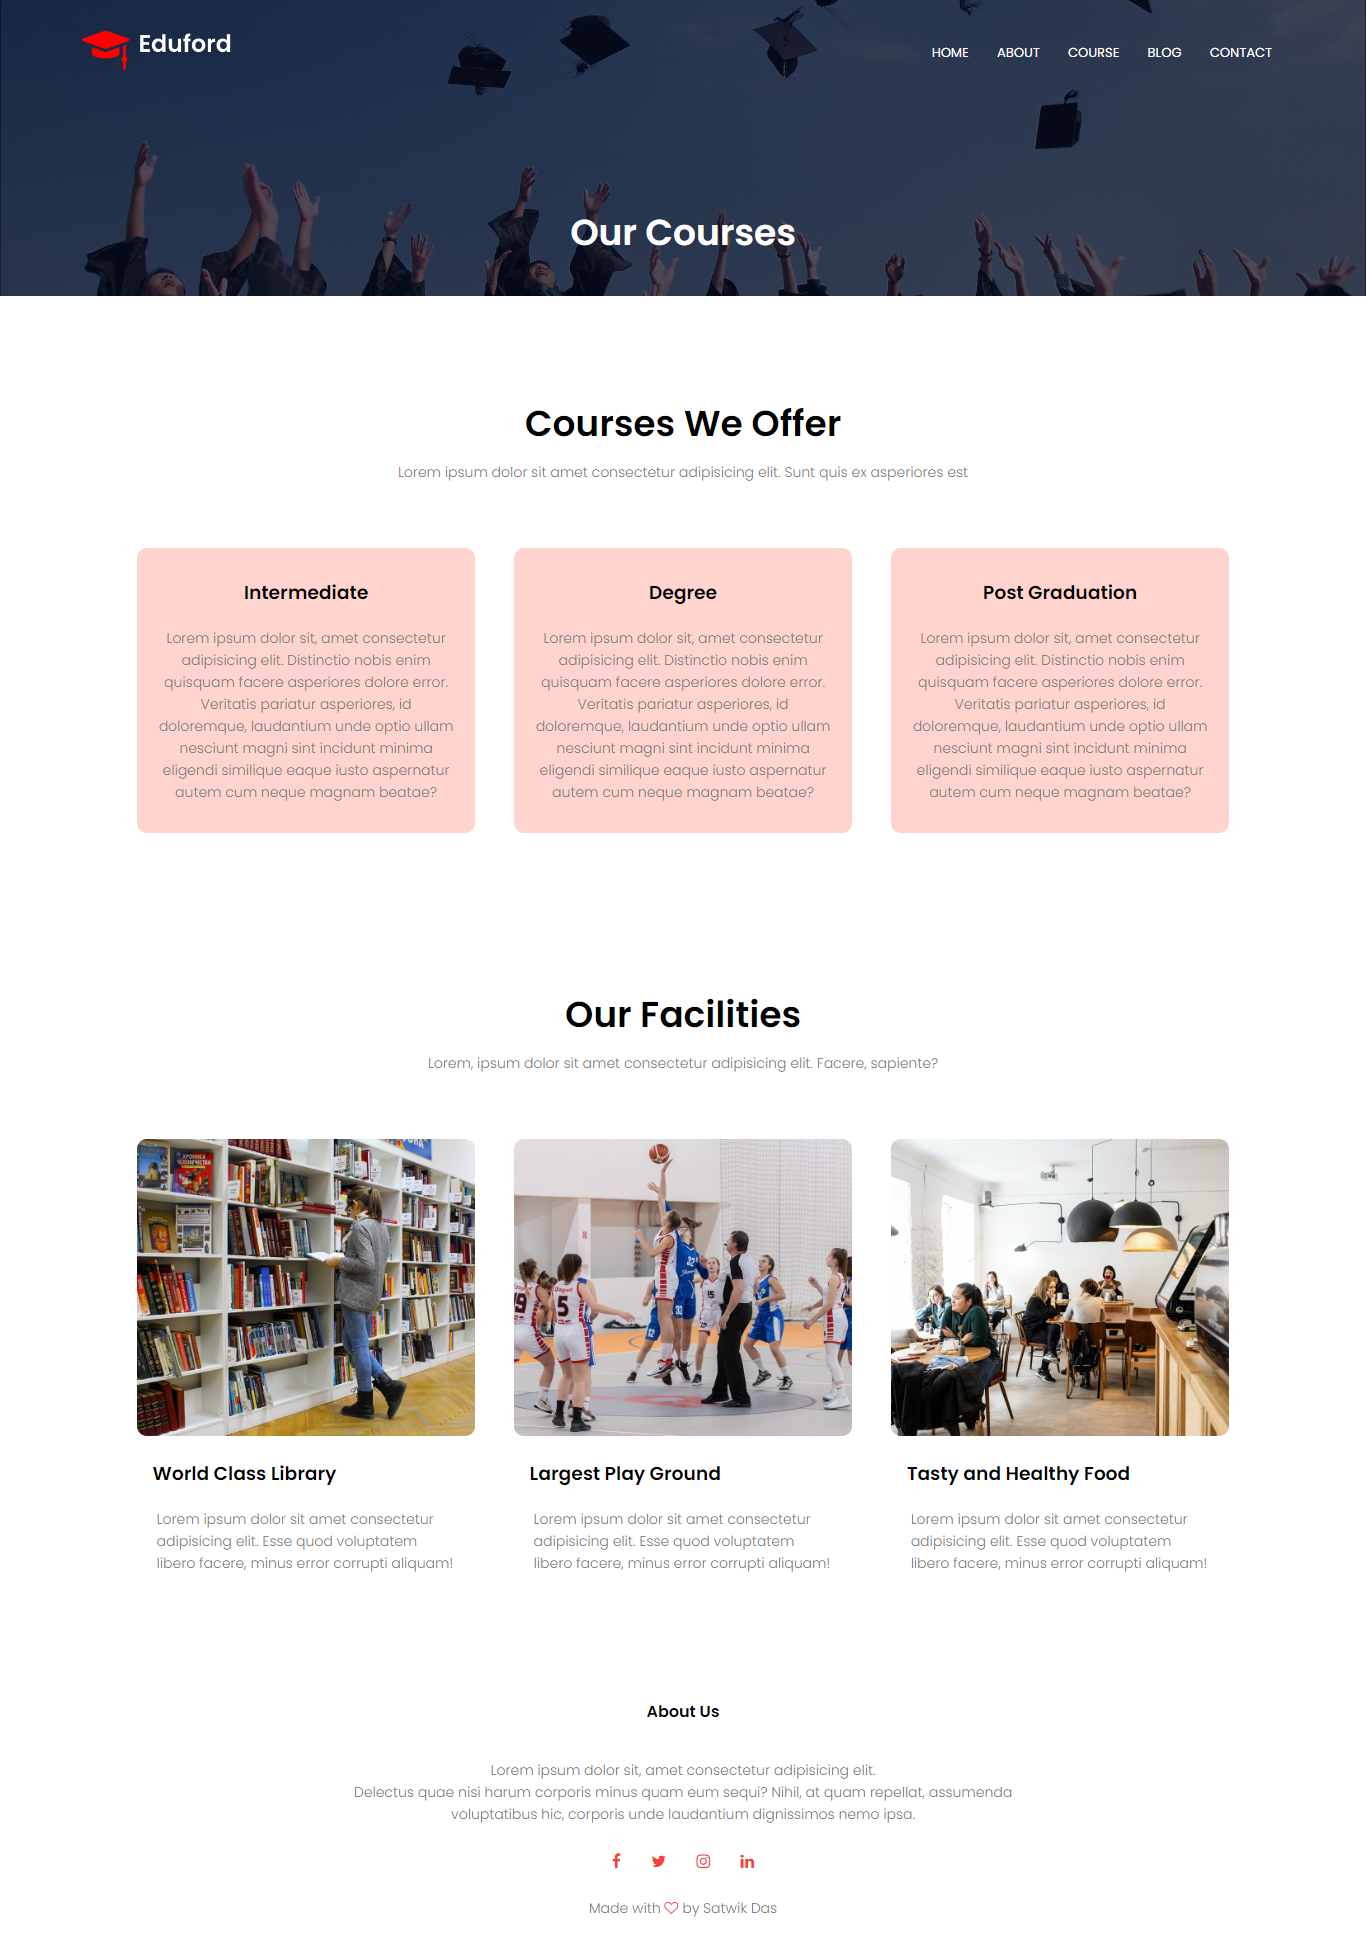 Eduford
HOME ABOUT COURSE BLOG CONTACT
Our Courses
Courses We Offer
Lorem ipsum dolor sit amet consectetur adipisicing elit. Sunt quis ex asperiores est
Intermediate
Lorem ipsum dolor sit, amet consectetur
adipisicing elit. Distinctio nobis enim
quisquam facere asperiores dolore error.
Veritatis pariatur asperiores, id
doloremque, laudantium unde optio ullam
nesciunt magni sint incidunt minima
eligendi similique eaque iusto aspernatur
autem cum neque magnam beatae?
Degree
Lorem ipsum dolor sit, amet consectetur
adipisicing elit. Distinctio nobis enim
quisquam facere asperiores dolore error.
Veritatis pariatur asperiores, id
doloremque, laudantium unde optio ullam
nesciunt magni sint incidunt minima
eligendi similique eaque iusto aspernatur
autem cum neque magnam beatae?
Post Graduation
Lorem ipsum dolor sit, amet consectetur
adipisicing elit. Distinctio nobis enim
quisquam facere asperiores dolore error.
Veritatis pariatur asperiores, id
doloremque, laudantium unde optio ullam
nesciunt magni sint incidunt minima
eligendi similique eaque iusto aspernatur
autem cum neque magnam beatae?
Our Facilities
Lorem, ipsum dolor sit amet consectetur adipisicing elit. Facere, sapiente?
World Class Library
Lorem ipsum dolor sit amet consectetur
adipisicing elit. Esse quod voluptatem
libero facere, minus error corrupti aliquam!
Largest Play Ground
Lorem ipsum dolor sit amet consectetur
adipisicing elit. Esse quod voluptatem
libero facere, minus error corrupti aliquam!
Tasty and Healthy Food
Lorem ipsum dolor sit amet consectetur
adipisicing elit. Esse quod voluptatem
libero facere, minus error corrupti aliquam!
About Us
Lorem ipsum dolor sit, amet consectetur adipisicing elit.
Delectus quae nisi harum corporis minus quam eum sequi? Nihil, at quam repellat, assumenda
voluptatibus hic, corporis unde laudantium dignissimos nemo ipsa.
Made with ♡ by Satwik Das